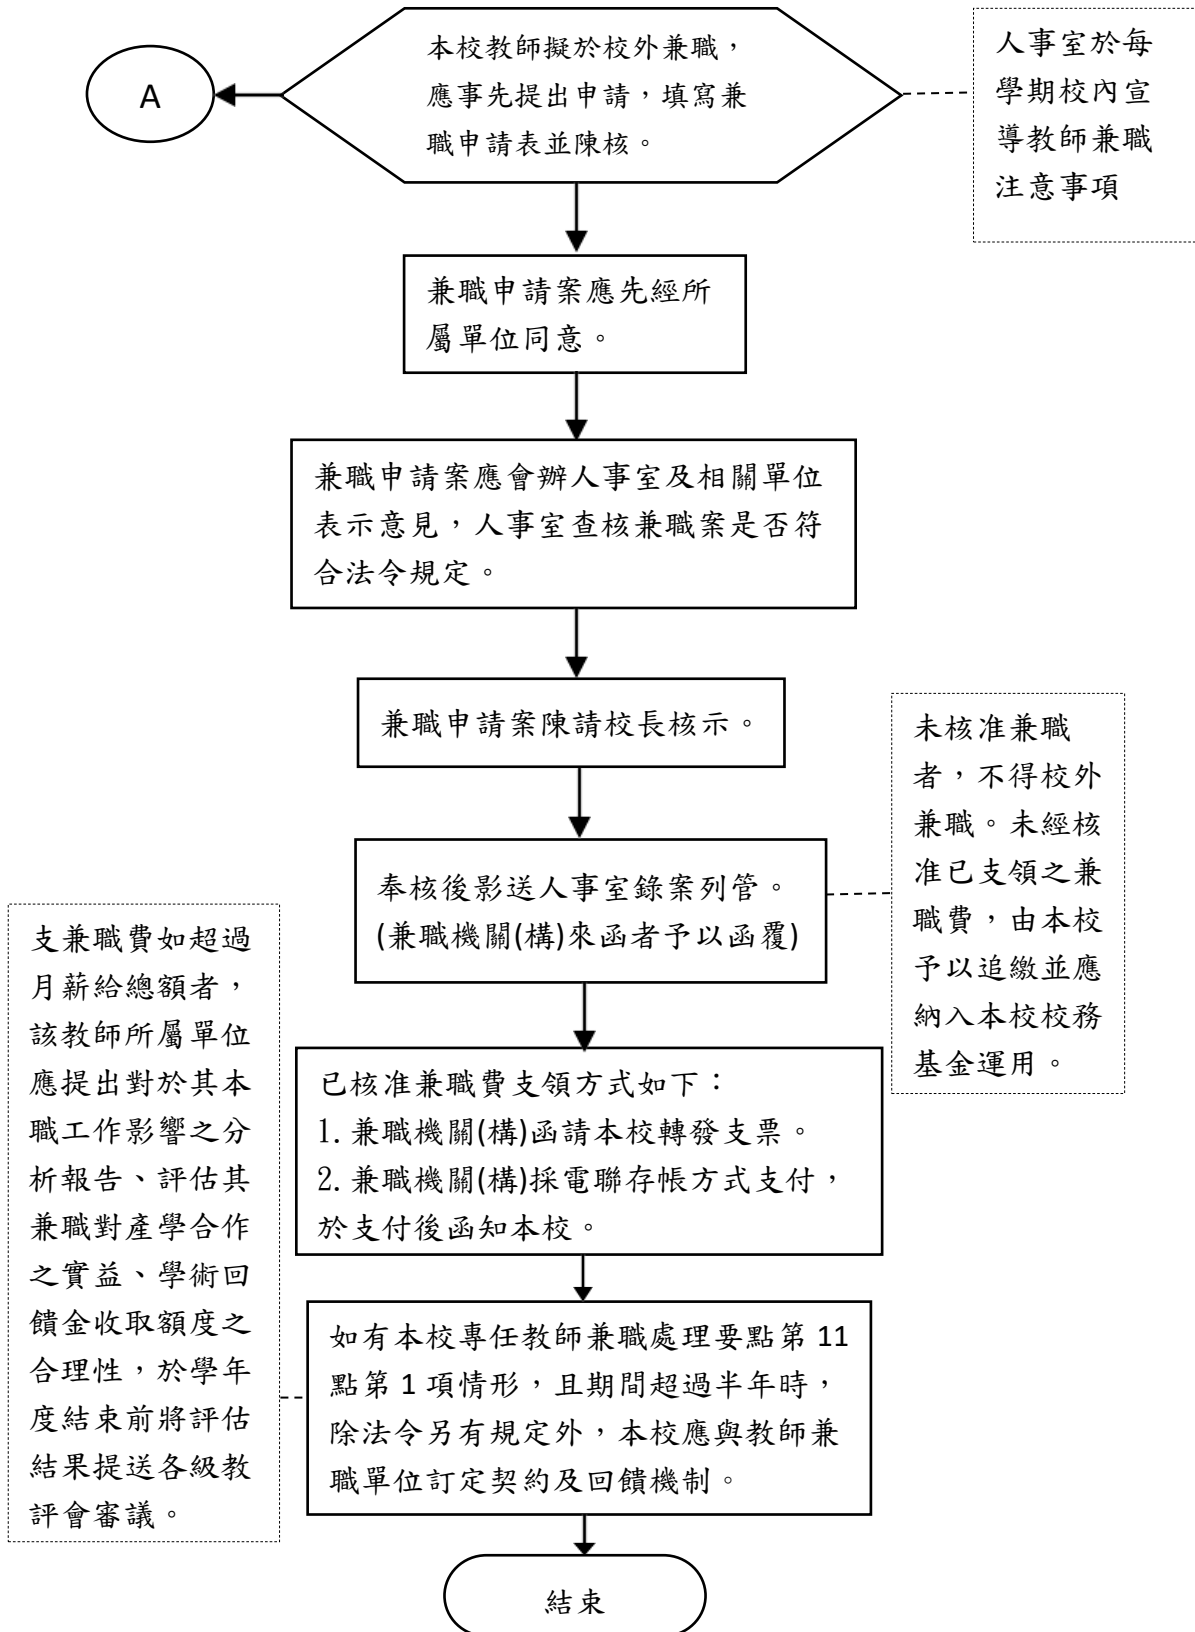 A
本校教師擬於校外兼職，
應事先提出申請，填寫兼
職申請表並陳核。
人事室於每
學期校內宣
導教師兼職
注意事項
兼職申請案應先經所
屬單位同意。
兼職申請案應會辦人事室及相關單位
表示意見，人事室查核兼職案是否符
合法令規定。
兼職申請案陳請校長核示。
未核准兼職
者，不得校外
兼職。未經核
准已支領之兼
職費，由本校
予以追繳並應
納入本校校務
基金運用。
奉核後影送人事室錄案列管。
(兼職機關(構)來函者予以函覆)
支兼職費如超過
月薪給總額者，
該教師所屬單位
應提出對於其本
職工作影響之分
析報告、評估其
兼職對產學合作
之實益、學術回
饋金收取額度之
合理性，於學年
度結束前將評估
結果提送各級教
評會審議。
已核准兼職費支領方式如下：
1. 兼職機關(構)函請本校轉發支票。
2. 兼職機關(構)採電聯存帳方式支付，
於支付後函知本校。
如有本校專任教師兼職處理要點第 11
點第 1 項情形，且期間超過半年時，
除法令另有規定外，本校應與教師兼
職單位訂定契約及回饋機制。
結束